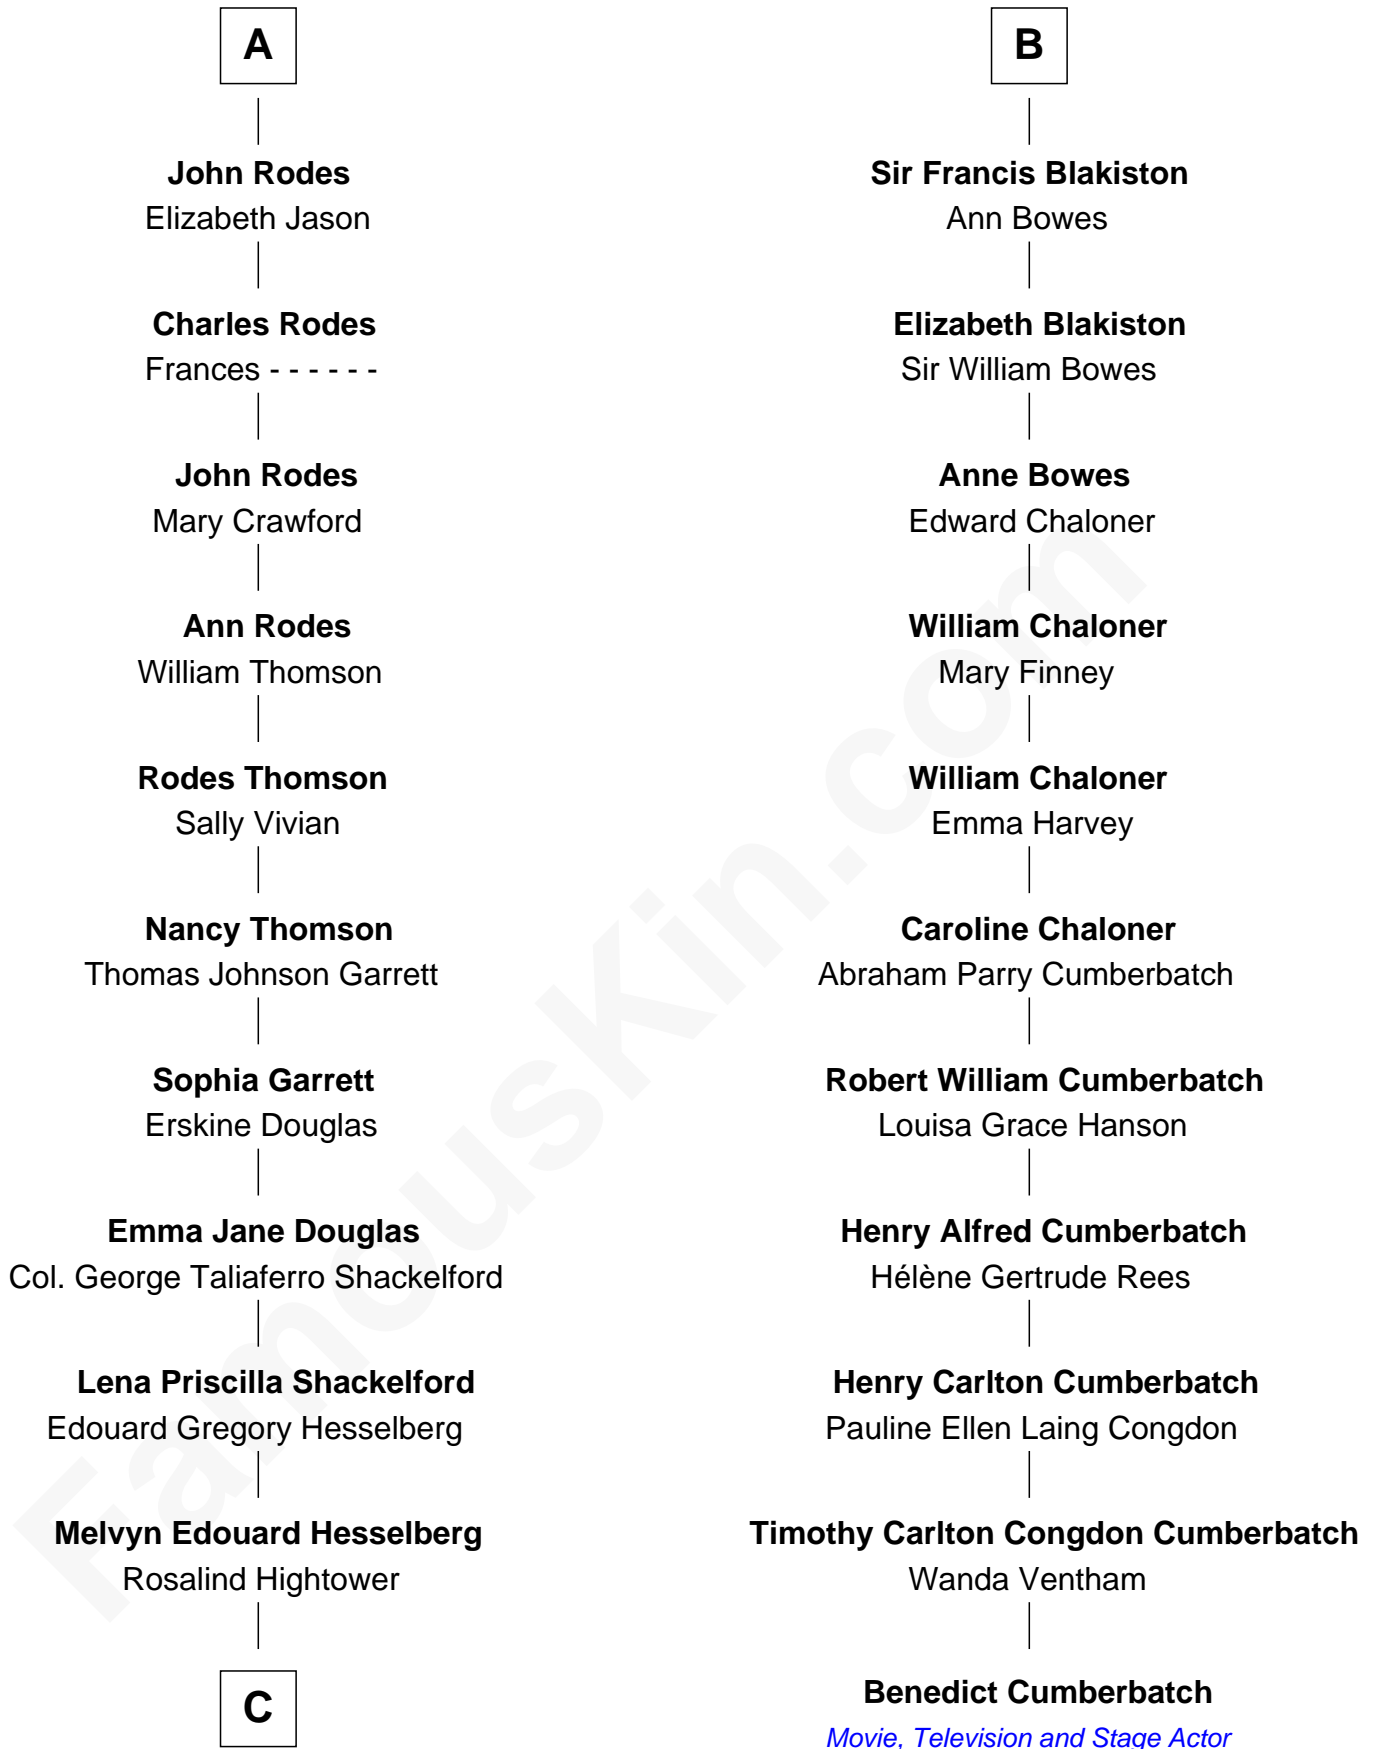 A
John Rodes
Elizabeth Jason
Charles Rodes
Frances - - - - - -
John Rodes
Mary Crawford
Ann Rodes
William Thomson
Rodes Thomson
Sally Vivian
Nancy Thomson
Thomas Johnson Garrett
Sophia Garrett
Erskine Douglas
Emma Jane Douglas
Col. George Taliaferro Shackelford
Lena Priscilla Shackelford
Edouard Gregory Hesselberg
Melvyn Edouard Hesselberg
Rosalind Hightower
C
B
Sir Francis Blakiston
Ann Bowes
Elizabeth Blakiston
Sir William Bowes
Anne Bowes
Edward Chaloner
William Chaloner
Mary Finney
William Chaloner
Emma Harvey
Caroline Chaloner
Abraham Parry Cumberbatch
Robert William Cumberbatch
Louisa Grace Hanson
Henry Alfred Cumberbatch
Hélène Gertrude Rees
Henry Carlton Cumberbatch
Pauline Ellen Laing Congdon
Timothy Carlton Congdon Cumberbatch
Wanda Ventham
Benedict Cumberbatch
Movie, Television and Stage Actor
FamousKin.com